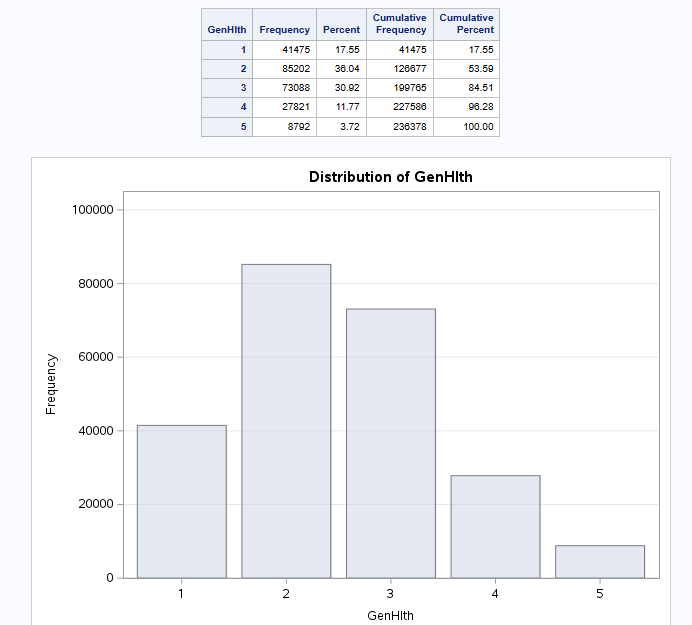 GenHlth Frequency Percent Cumulative Frequency Cumulative Percent
1 41475 17.55 41475 17.55
2 85202 36.04 126677 53.59
3 73088 30.92 199765 84.51
4 27821 11.77 227586 96.28
5 8792 3.72 236378 100.00
Distribution of GenHlth
100000
80000
60000
40000
20000
0
Frequency
1 2 3 4 5
GenHlth